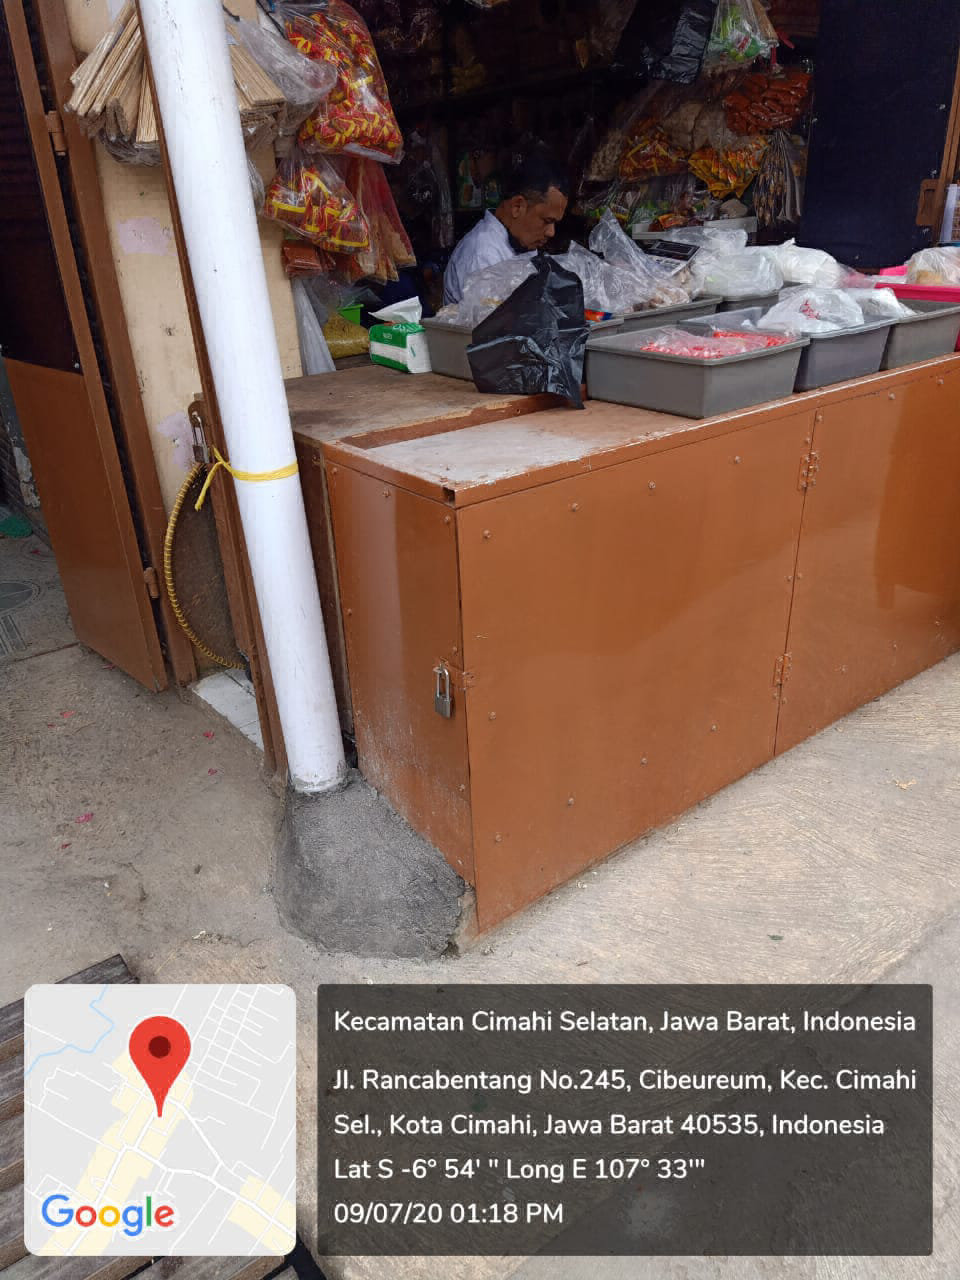 Kecamatan Cimahi Selatan, Jawa Barat, Indonesia
Jl. Rancabentang No.245, Cibeureum, Kec. Cimahi
Sel., Kota Cimahi, Jawa Barat 40535, Indonesia
Lat S -6° 54' " Long E 107° 33'"
09/07/20 01:18 PM
Google